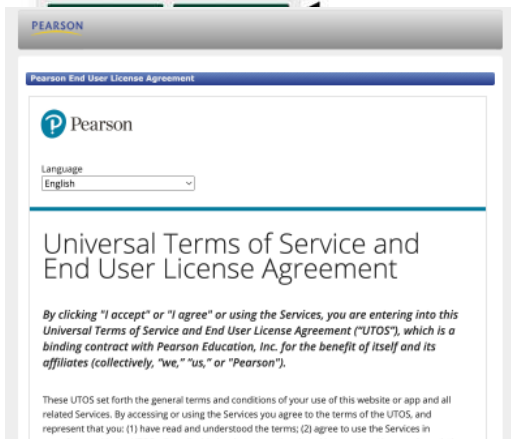 PEARSON
Pearson End User License Agreement
Pearson
Language
English
Universal Terms of Service and
End User License Agreement
By clicking "I accept" or "I agree" or using the Services, you are entering into this
Universal Terms of Service and End User License Agreement ("UTOS"), which is a
binding contract with Pearson Education, Inc. for the benefit of itself and its
affiliates (collectively, "we," "us," or "Pearson").
These UTOS set forth the general terms and conditions of your use of this website or app and all
related Services. By accessing or using the Services you agree to the terms of the UTOS, and
represent that you: (1) have read and understood the terms; (2) agree to use the Services in